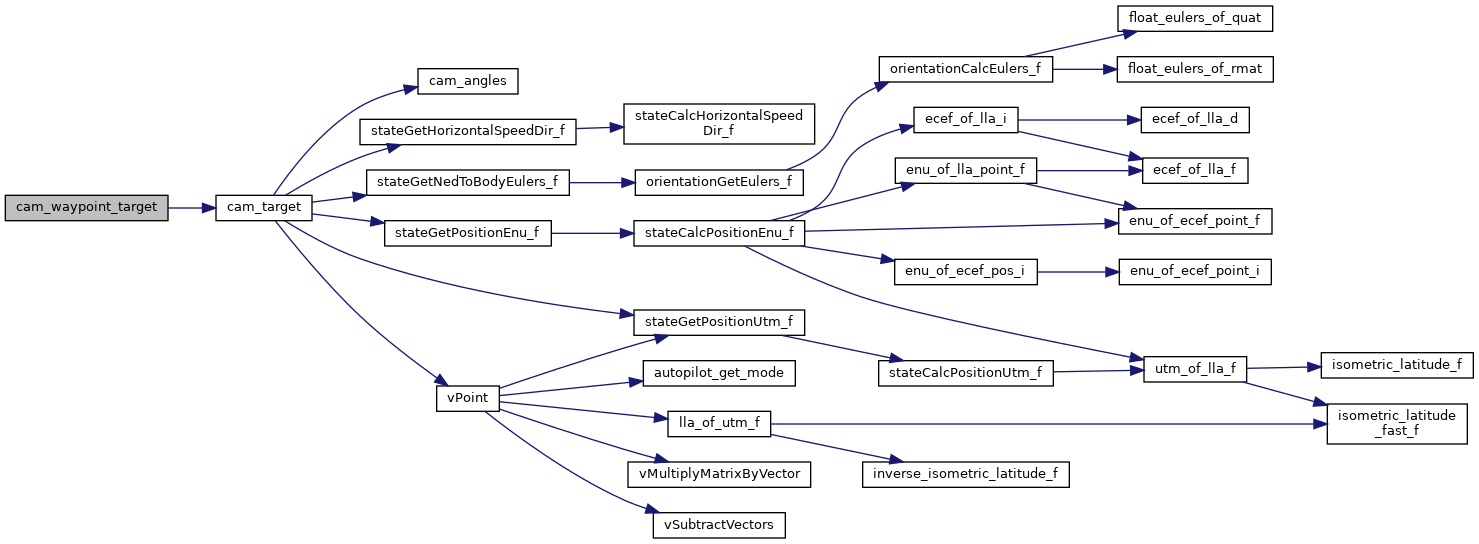 float_eulers_of_quat
cam_angles
orientationCalcEulers_f
float_eulers_of_rmat
stateCalcHorizontalSpeed
Dir_f
stateGetHorizontalSpeedDir_f
ecef_of_lla_i
ecef_of_lla_d
enu_of_lla_point_f
ecef_of_lla_f
stateGetNedToBodyEulers_f
orientationGetEulers_f
cam_waypoint_target
cam_target
enu_of_ecef_point_f
stateGetPositionEnu_f
stateCalcPositionEnu_f
enu_of_ecef_pos_i
enu_of_ecef_point_i
stateGetPositionUtm_f
autopilot_get_mode
stateCalcPositionUtm_f
utm_of_lla_f
isometric_latitude_f
vPoint
lla_of_utm_f
isometric_latitude
_fast_f
vMultiplyMatrixByVector
inverse_isometric_latitude_f
vSubtractVectors